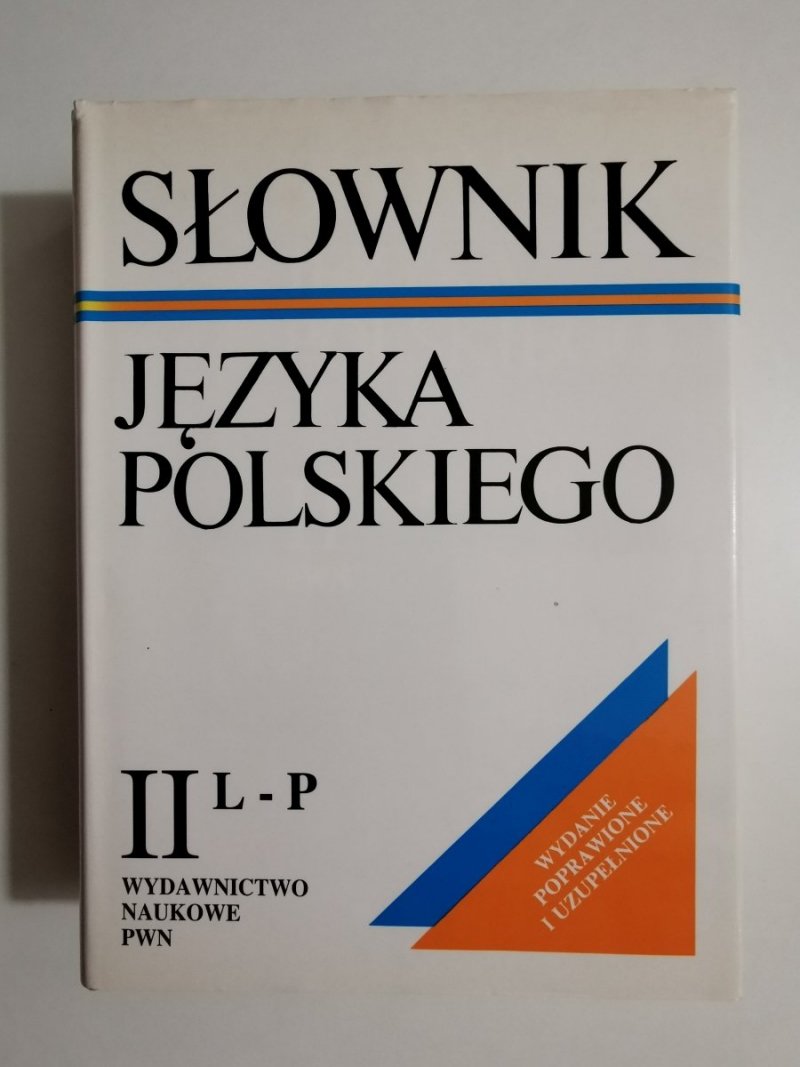 SŁOWNIK
JĘZYKA
POLSKIEGO
II L - P
WYDAWNICTWO
NAUKOWE
PWN
WYDANIE
POPRAWIONE
I UZUPEŁNIONE